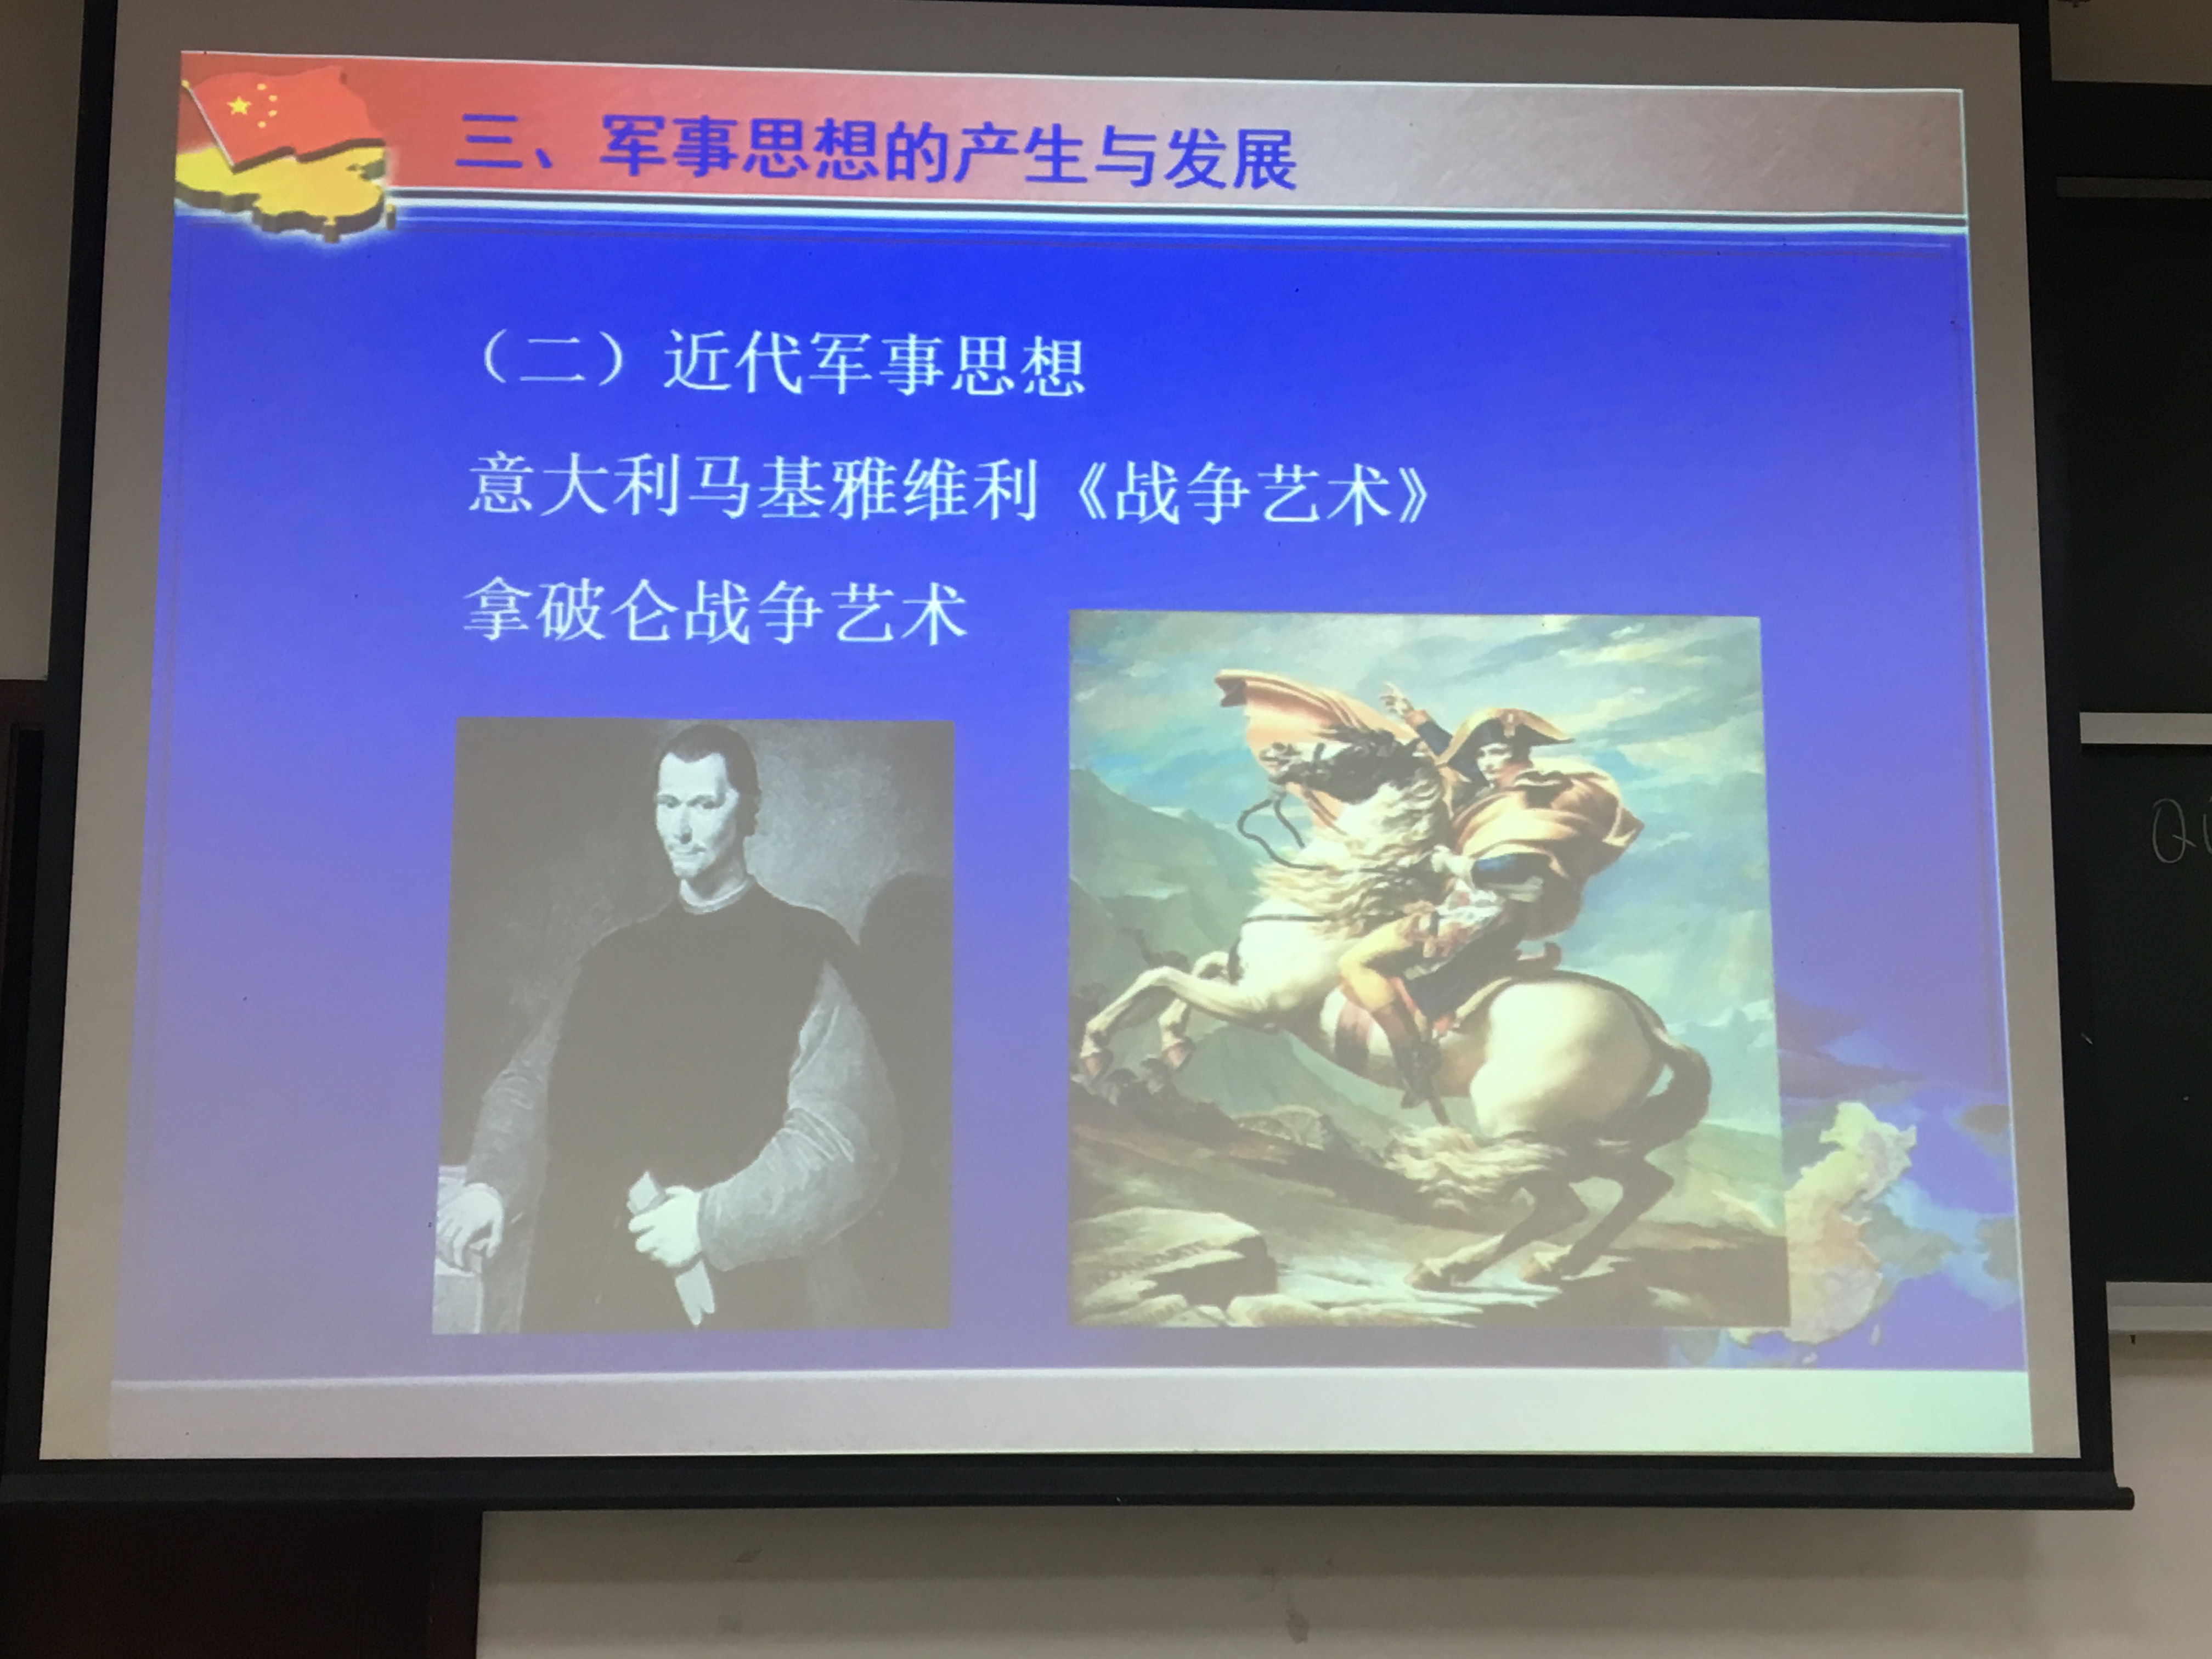 三、军事思想的产生与发展
（二）近代军事思想
意大利马基雅维利《战争艺术》
拿破仑战争艺术